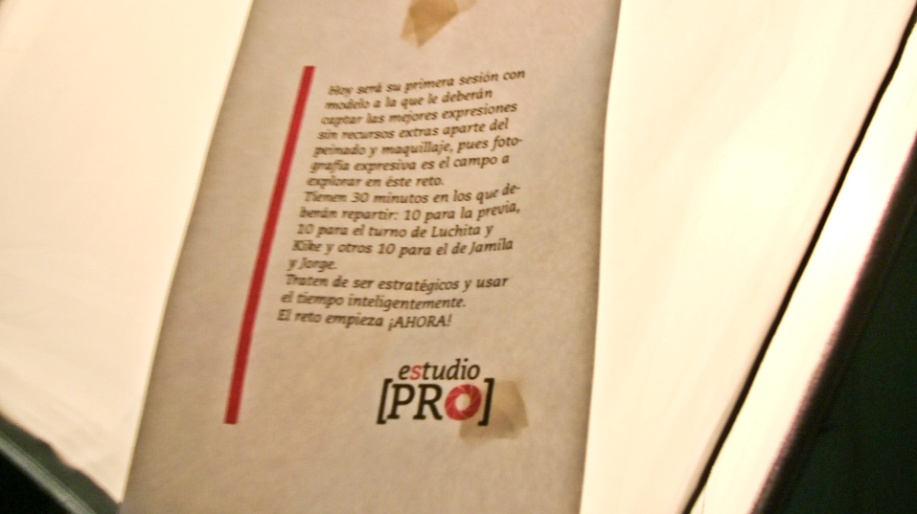 Hoy será su primera sesión con
modelo a la que le deberán
captar las mejores expresiones
sin recursos extras aparte del
peinado y maquillaje, pues foto-
grafía expresiva es el campo a
explorar en éste reto.
Tienen 30 minutos en los que de-
berán repartir: 10 para la previa,
10 para el turno de Luchita y
Kike y otros 10 para el de Jamila
y Jorge.
Traten de ser estratégicos y usar
el tiempo inteligentemente.
El reto empieza ¡AHORA!
estudio
[PRO]